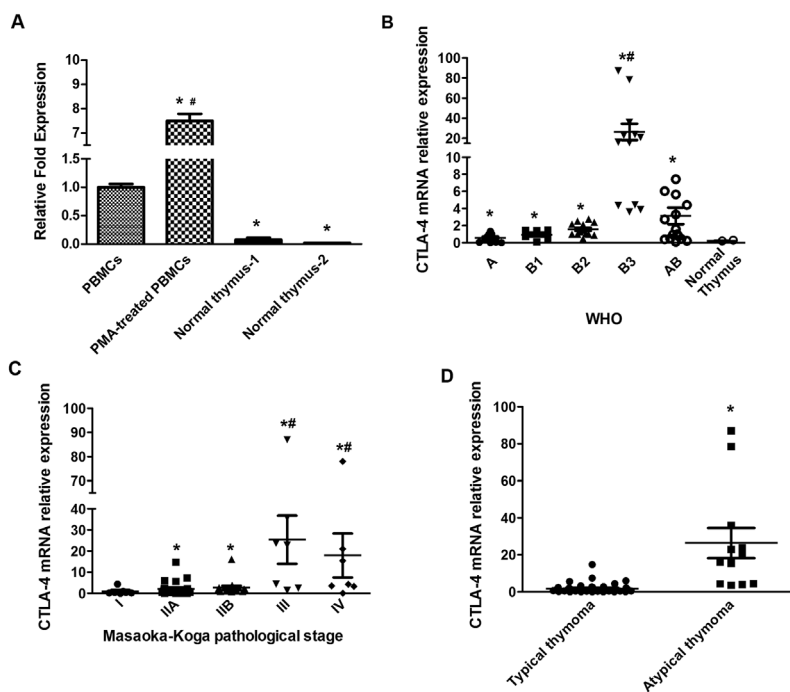 A
Relative Fold Expression
10
9
8
7
6
1.5
1.0
0.5
0.0
* #
*
*
PBMCs
PMA-treated PBMCs
Normal thymus-1
Normal thymus-2
B
CTLA-4 mRNA relative expression
100
80
60
40
20
6
4
2
0
*
*
*
*#
*
A
B1
B2
B3
AB
Normal
Thymus
WHO
C
CTLA-4 mRNA relative expression
100
90
80
70
60
50
40
30
20
10
0
*
*
*#
*#
I
IIA
IIB
III
IV
Masaoka-Koga pathological stage
D
CTLA-4 mRNA relative expression
100
80
60
40
20
0
*
Typical thymoma
Atypical thymoma